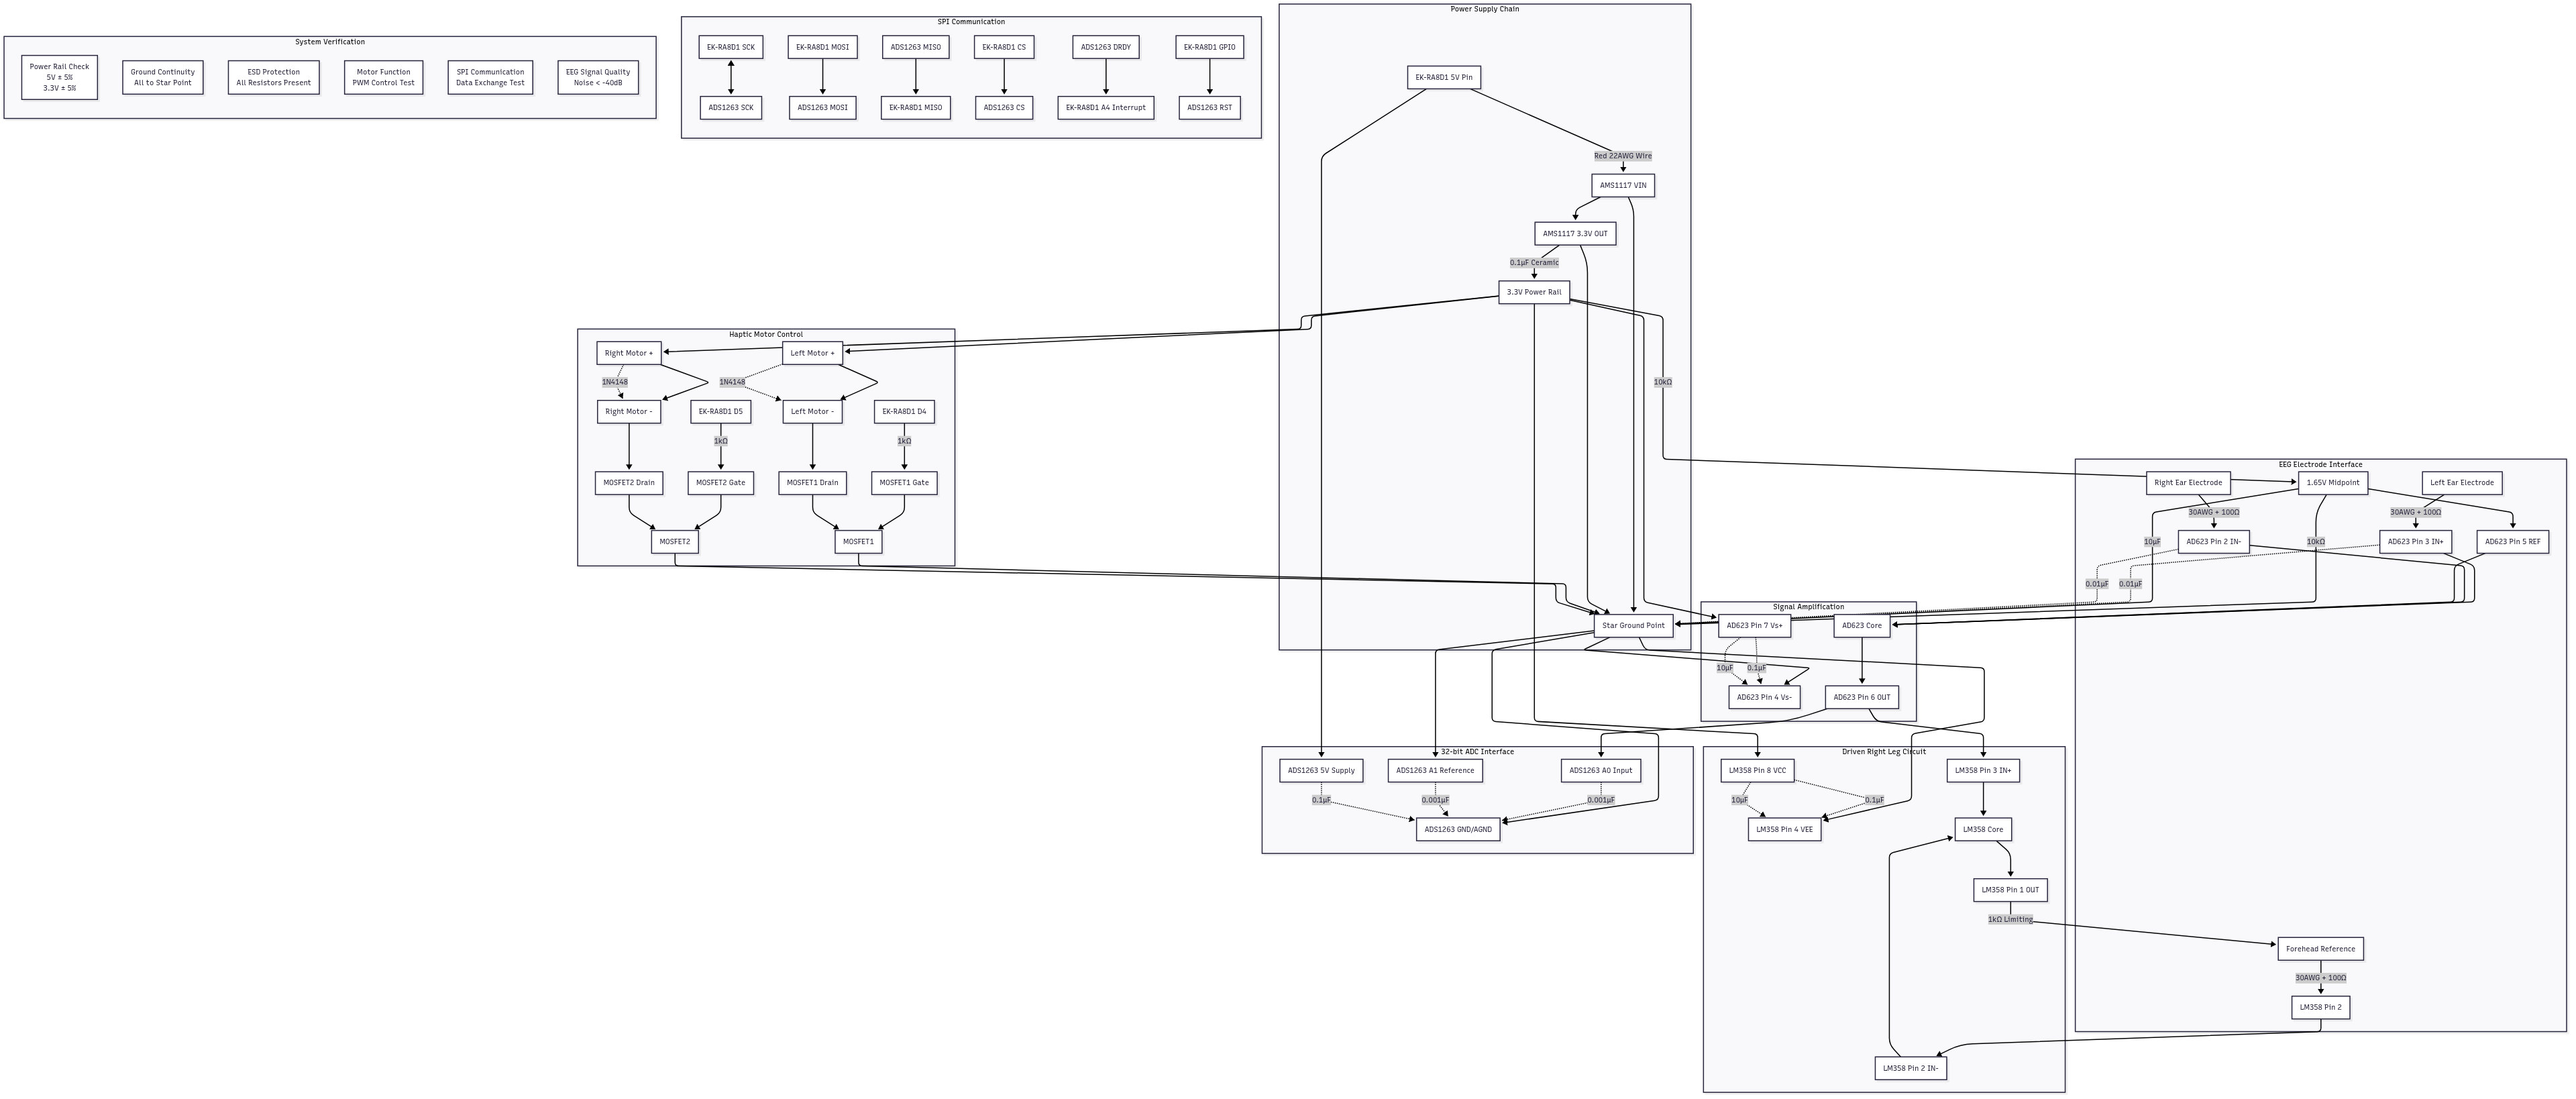 System Verification
Power Rail Check
5V ± 5%
3.3V ± 5%
Ground Continuity
All to Star Point
ESD Protection
All Resistors Present
Motor Function
PWM Control Test
SPI Communication
Data Exchange Test
EEG Signal Quality
Noise < -40dB
SPI Communication
EK-RA8D1 SCK
EK-RA8D1 MOSI
ADS1263 MISO
EK-RA8D1 CS
ADS1263 DRDY
EK-RA8D1 GPIO
ADS1263 SCK
ADS1263 MOSI
EK-RA8D1 MISO
ADS1263 CS
EK-RA8D1 A4 Interrupt
ADS1263 RST
Power Supply Chain
EK-RA8D1 5V Pin
Red 22AWG Wire
AMS1117 VIN
AMS1117 3.3V OUT
0.1µF Ceramic
3.3V Power Rail
10kΩ
Star Ground Point
Haptic Motor Control
Right Motor +
Left Motor +
1N4148
1N4148
Right Motor -
EK-RA8D1 D5
Left Motor -
EK-RA8D1 D4
1kΩ
1kΩ
MOSFET2 Drain
MOSFET2 Gate
MOSFET1 Drain
MOSFET1 Gate
MOSFET2
MOSFET1
EEG Electrode Interface
Right Ear Electrode
1.65V Midpoint
Left Ear Electrode
30AWG + 100Ω
30AWG + 100Ω
10µF
AD623 Pin 2 IN-
10kΩ
AD623 Pin 3 IN+
AD623 Pin 5 REF
0.01µF
0.01µF
Forehead Reference
30AWG + 100Ω
LM358 Pin 2
Signal Amplification
AD623 Pin 7 Vs+
AD623 Core
10µF
0.1µF
AD623 Pin 4 Vs-
AD623 Pin 6 OUT
32-bit ADC Interface
ADS1263 5V Supply
ADS1263 A1 Reference
ADS1263 A0 Input
0.1µF
0.001µF
0.001µF
ADS1263 GND/AGND
Driven Right Leg Circuit
LM358 Pin 8 VCC
LM358 Pin 3 IN+
10µF
0.1µF
LM358 Pin 4 VEE
LM358 Core
LM358 Pin 1 OUT
1kΩ Limiting
LM358 Pin 2 IN-